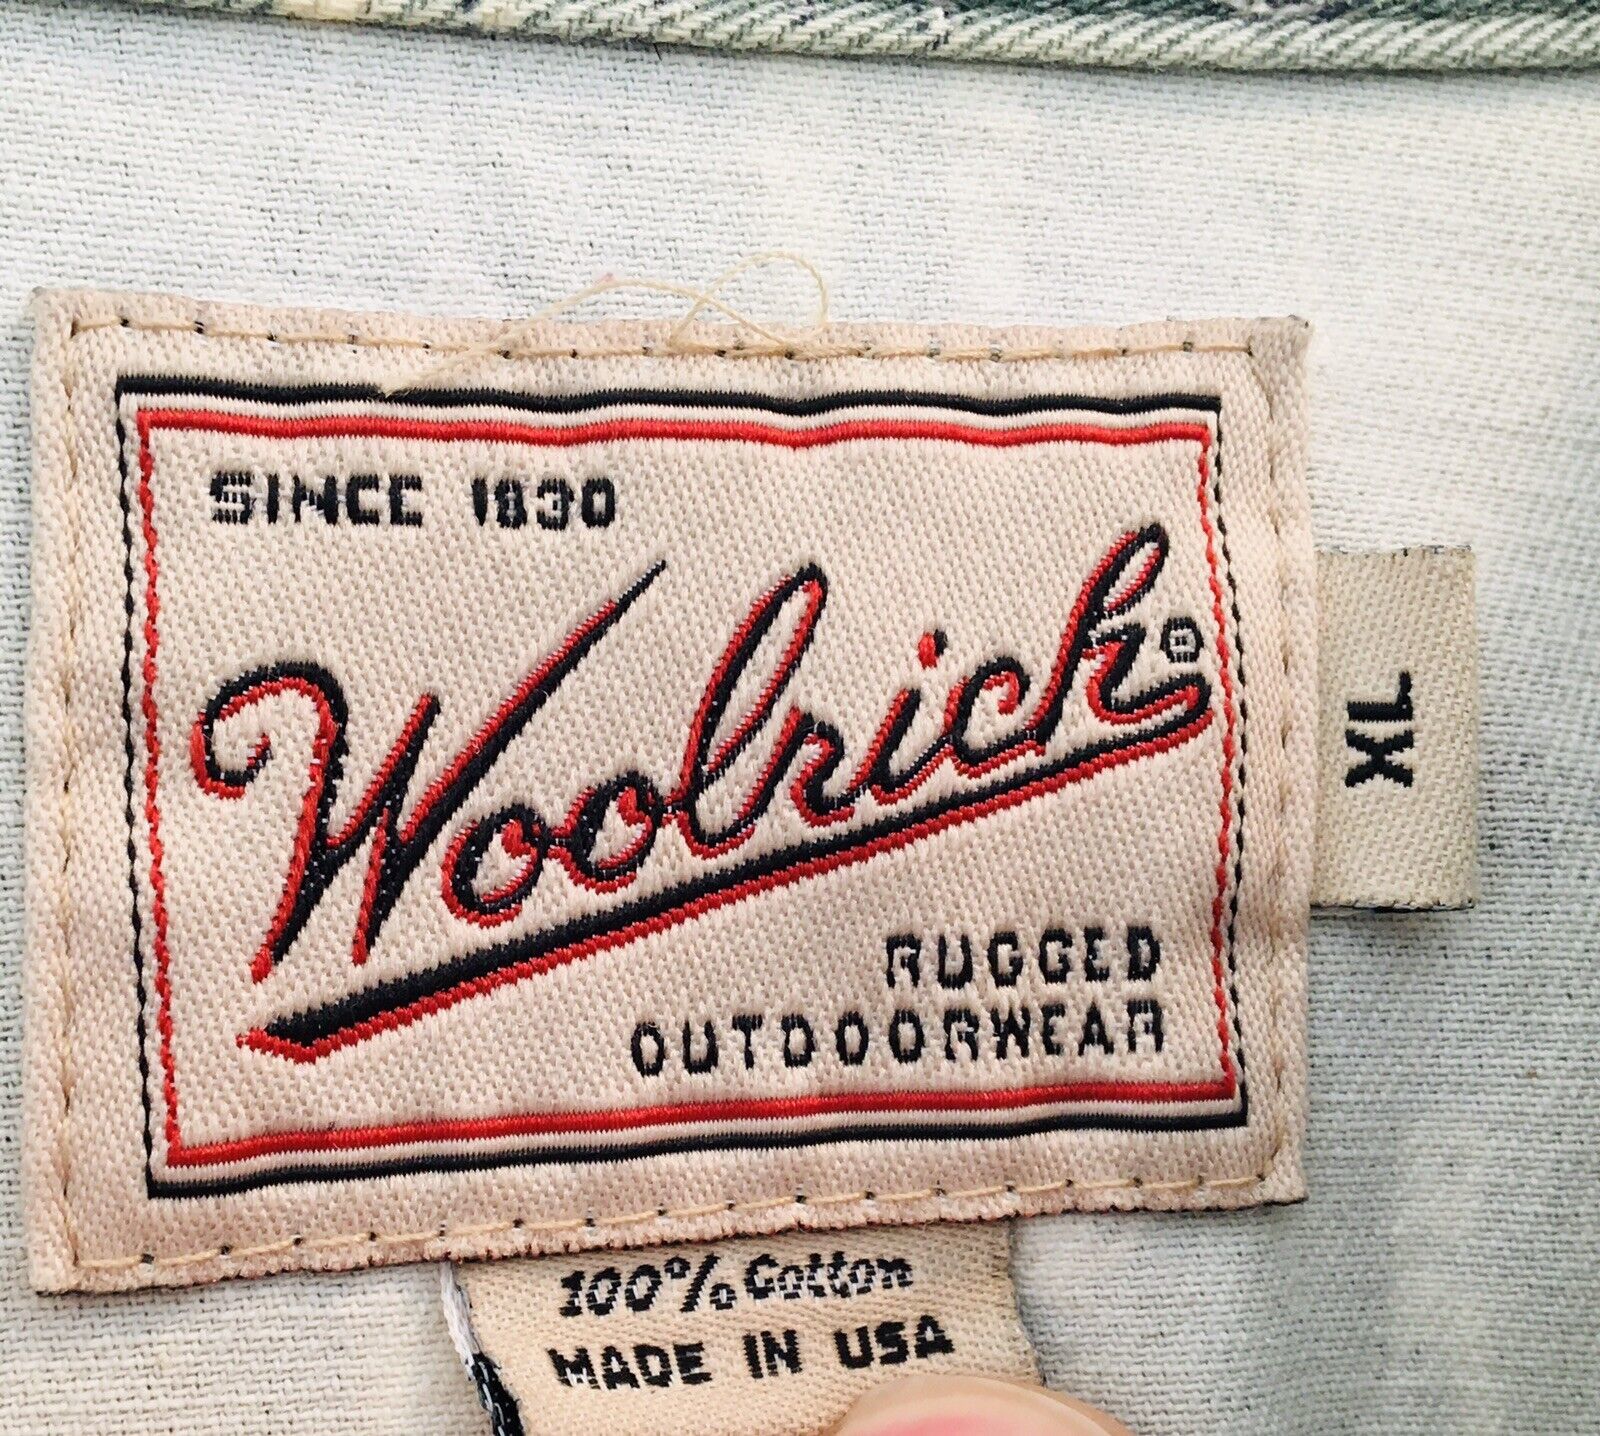 SINCE 1830
Woolrich®
XL
RUGGED
OUTDOORWEAR
100% Cotton
MADE IN USA